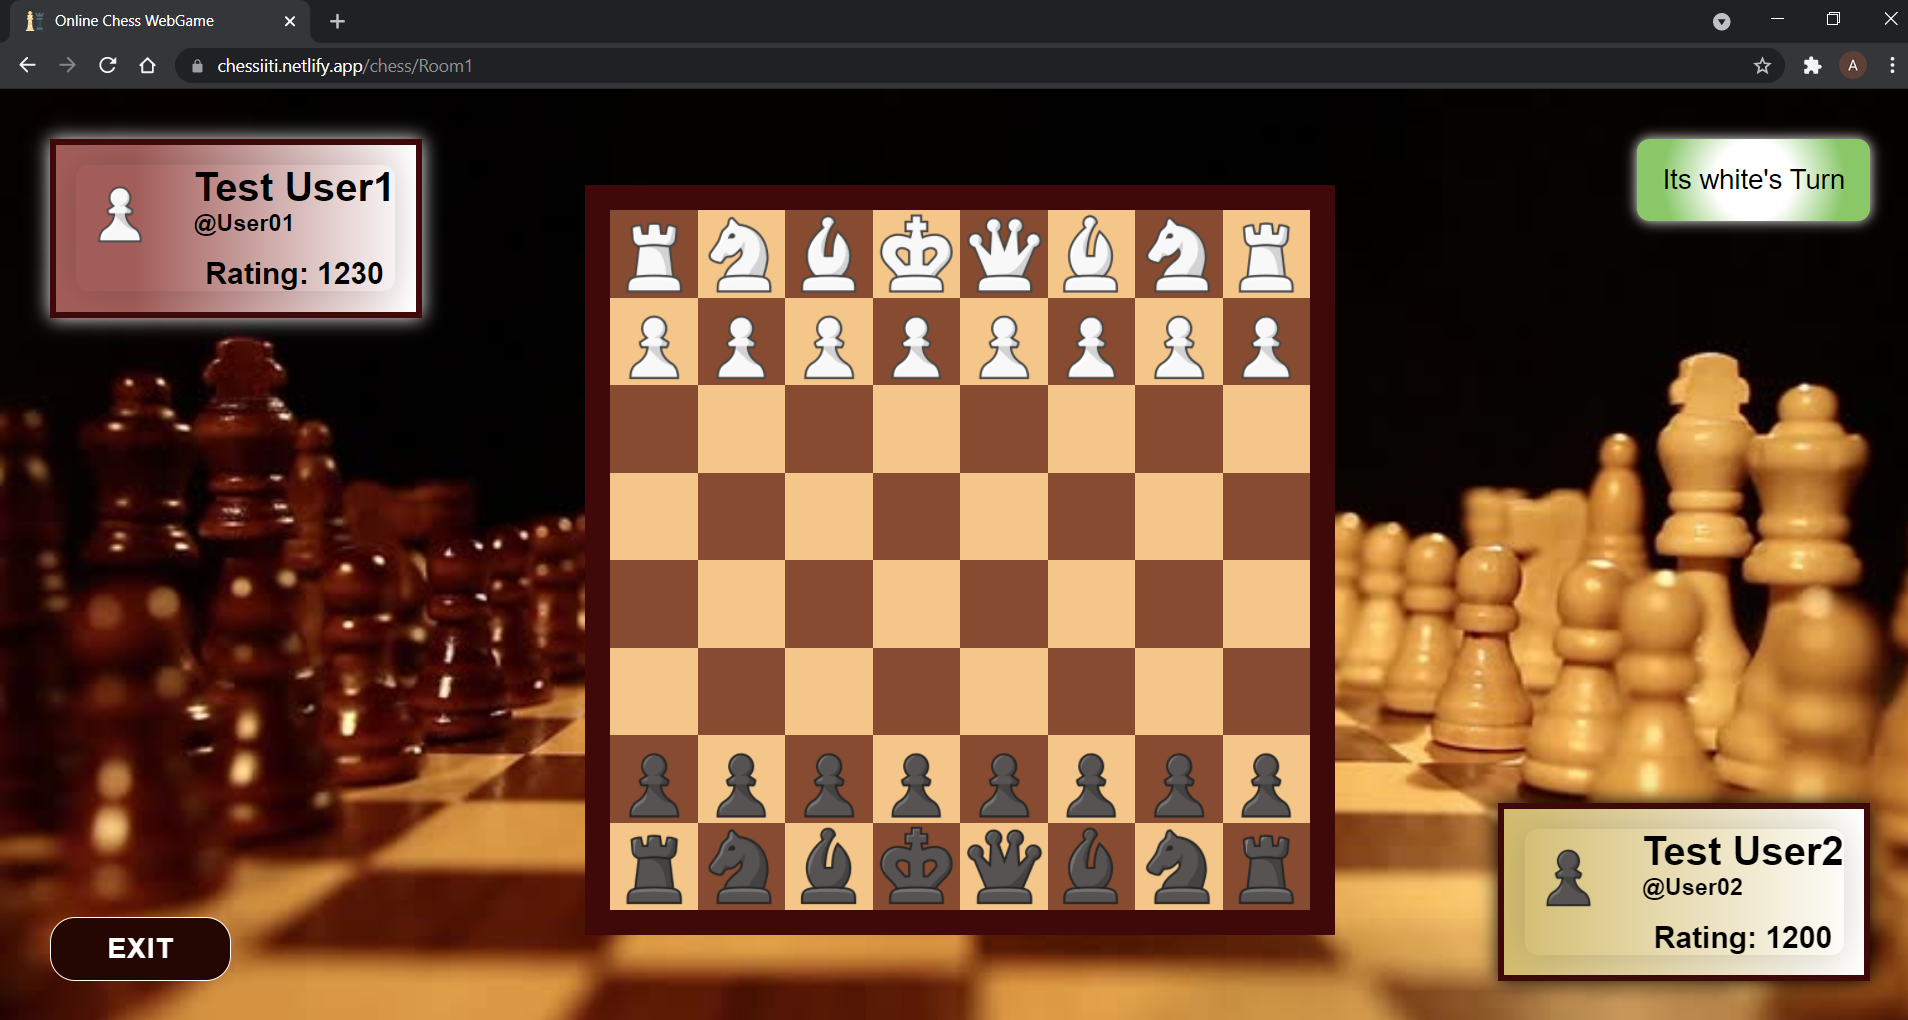 Online Chess WebGame
chessiiti.netlify.app/chess/Room1
A
Test User1
@User01
Rating: 1230
Its white's Turn
Test User2
@User02
Rating: 1200
EXIT